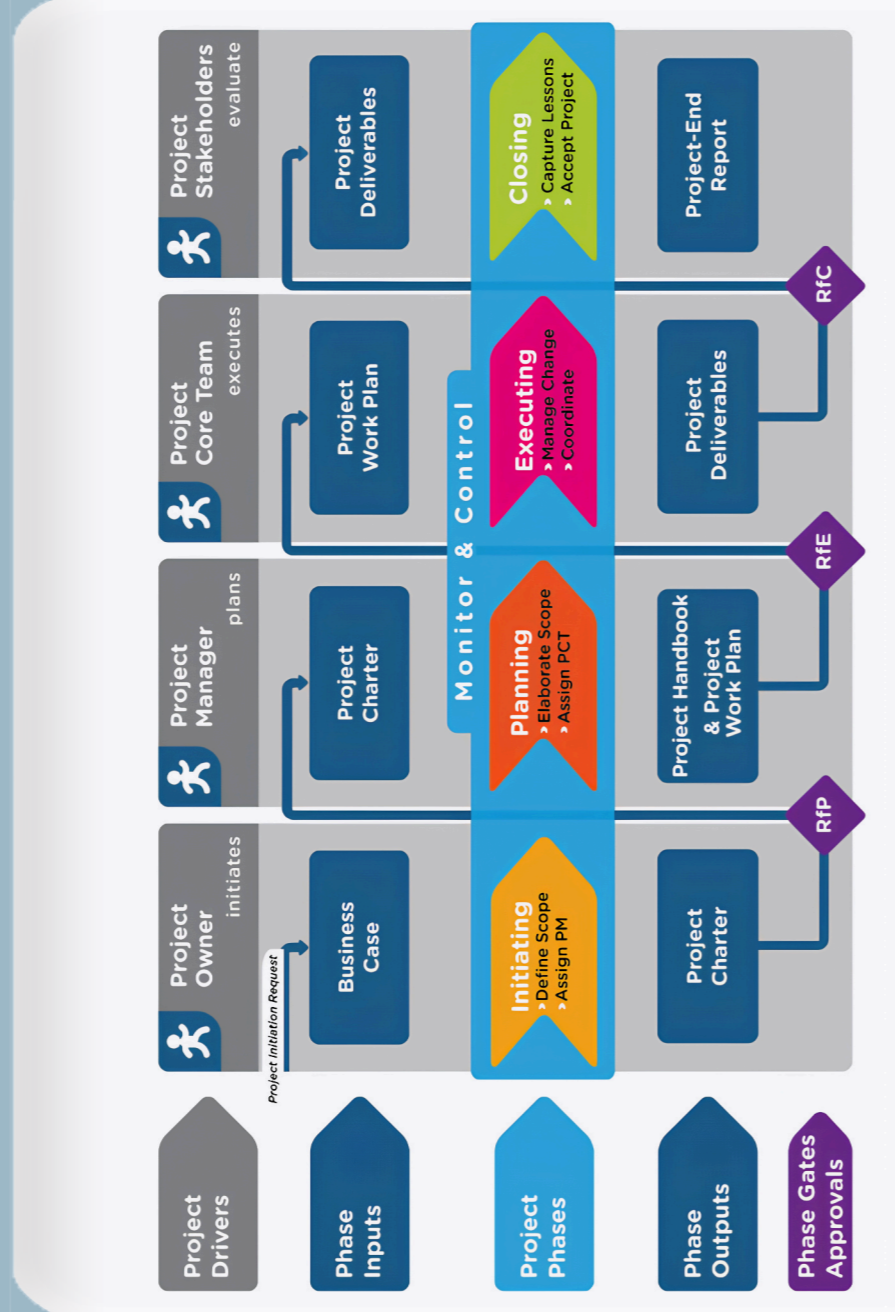 Project
Drivers
Project
Owner
initiates
Project
Manager
plans
Project
Core Team
executes
Project
Stakeholders
evaluate
Phase
Inputs
Project Initiation Request
Business
Case
Project
Charter
Project
Work Plan
Project
Deliverables
Monitor & Control
Project
Phases
Initiating
» Define Scope
» Assign PM
Planning
» Elaborate Scope
» Assign PCT
Executing
» Manage Change
» Coordinate
Closing
» Capture Lessons
» Accept Project
Phase
Outputs
Project
Charter
Project Handbook
& Project
Work Plan
Project
Deliverables
Project-End
Report
Phase Gates
Approvals
RfP
RfE
RfC